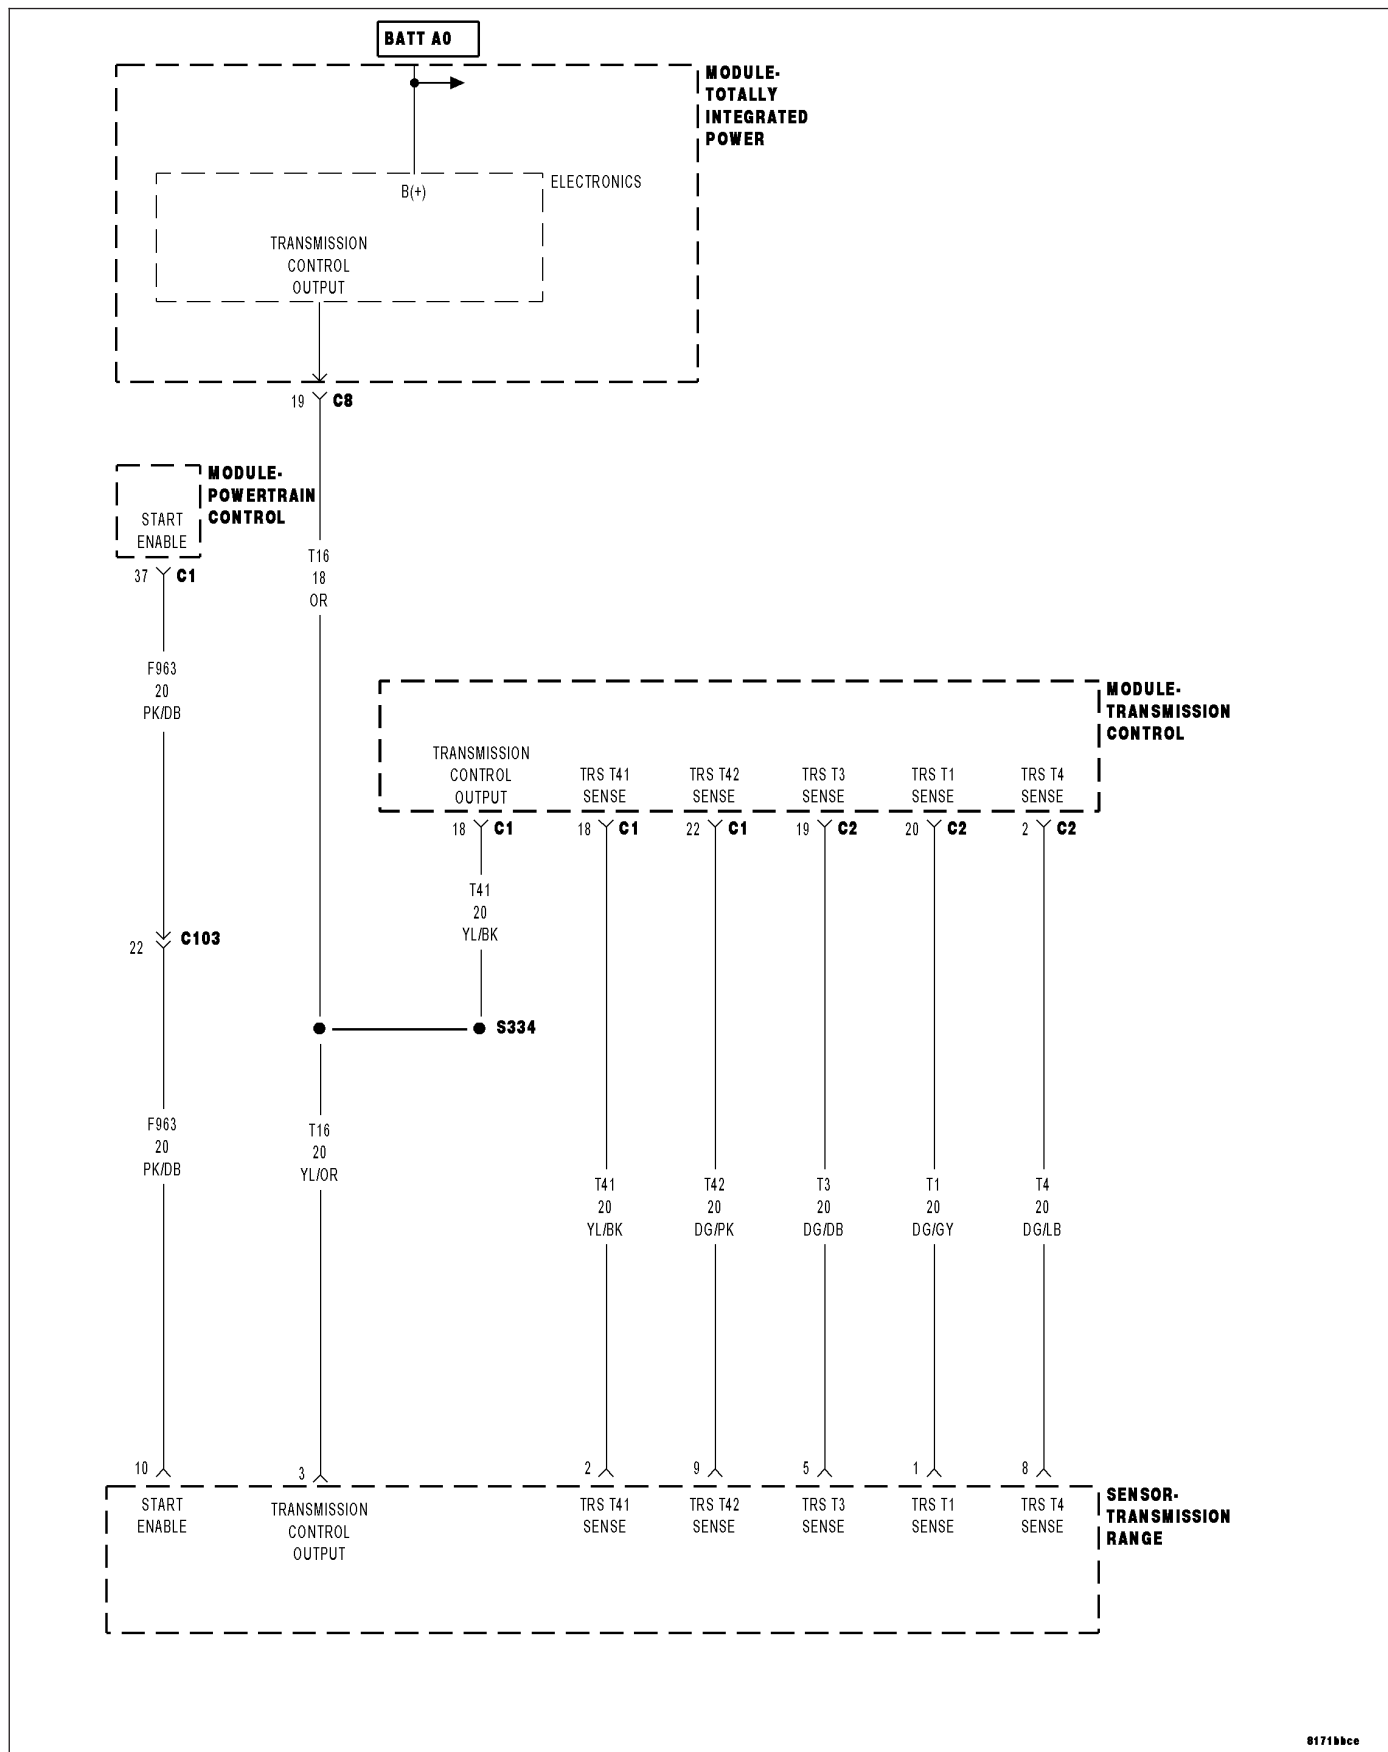 BATT A0
MODULE-
TOTALLY
INTEGRATED
POWER
ELECTRONICS
B(+)
TRANSMISSION
CONTROL
OUTPUT
19 C8
MODULE-
POWERTRAIN
CONTROL
START
ENABLE
37 C1
T16
18
OR
F963
20
PK/DB
MODULE-
TRANSMISSION
CONTROL
TRANSMISSION
CONTROL
OUTPUT
TRS T41
SENSE
TRS T42
SENSE
TRS T3
SENSE
TRS T1
SENSE
TRS T4
SENSE
18 C1
18 C1
22 C1
19 C2
20 C2
2 C2
T41
20
YL/BK
22 C103
S334
F963
20
PK/DB
T16
20
YL/OR
T41
20
YL/BK
T42
20
DG/PK
T3
20
DG/DB
T1
20
DG/GY
T4
20
DG/LB
10
3
2
9
5
1
8
START
ENABLE
TRANSMISSION
CONTROL
OUTPUT
TRS T41
SENSE
TRS T42
SENSE
TRS T3
SENSE
TRS T1
SENSE
TRS T4
SENSE
SENSOR-
TRANSMISSION
RANGE
8171bbce